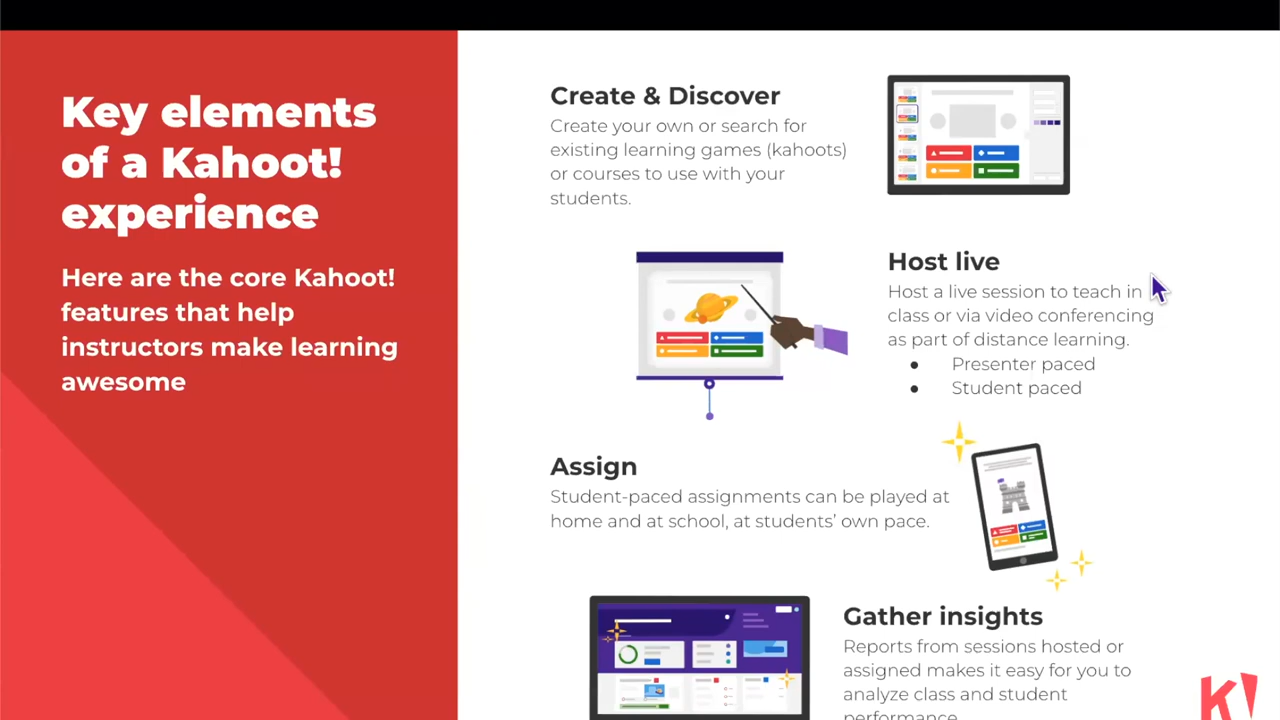 Key elements
of a Kahoot!
experience
Here are the core Kahoot!
features that help
instructors make learning
awesome
Create & Discover
Create your own or search for
existing learning games (kahoots)
or courses to use with your
students.
Host live
Host a live session to teach in
class or via video conferencing
as part of distance learning.
● Presenter paced
● Student paced
Assign
Student-paced assignments can be played at
home and at school, at students’ own pace.
Gather insights
Reports from sessions hosted or
assigned makes it easy for you to
analyze class and student
performance
K!